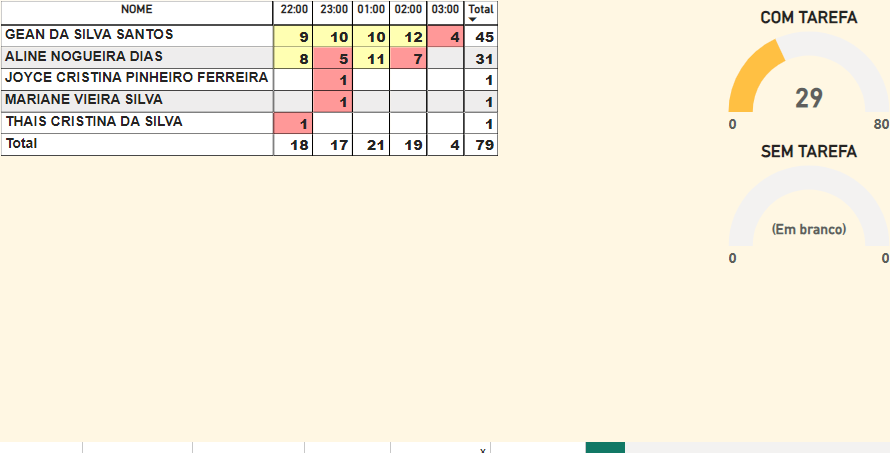 NOME 22:00 23:00 01:00 02:00 03:00 Total
GEAN DA SILVA SANTOS 9 10 10 12 4 45
ALINE NOGUEIRA DIAS 8 5 11 7 31
JOYCE CRISTINA PINHEIRO FERREIRA 1 1
MARIANE VIEIRA SILVA 1 1
THAIS CRISTINA DA SILVA 1 1
Total 18 17 21 19 4 79
COM TAREFA
29
0 80
SEM TAREFA
(Em branco)
0 0
x